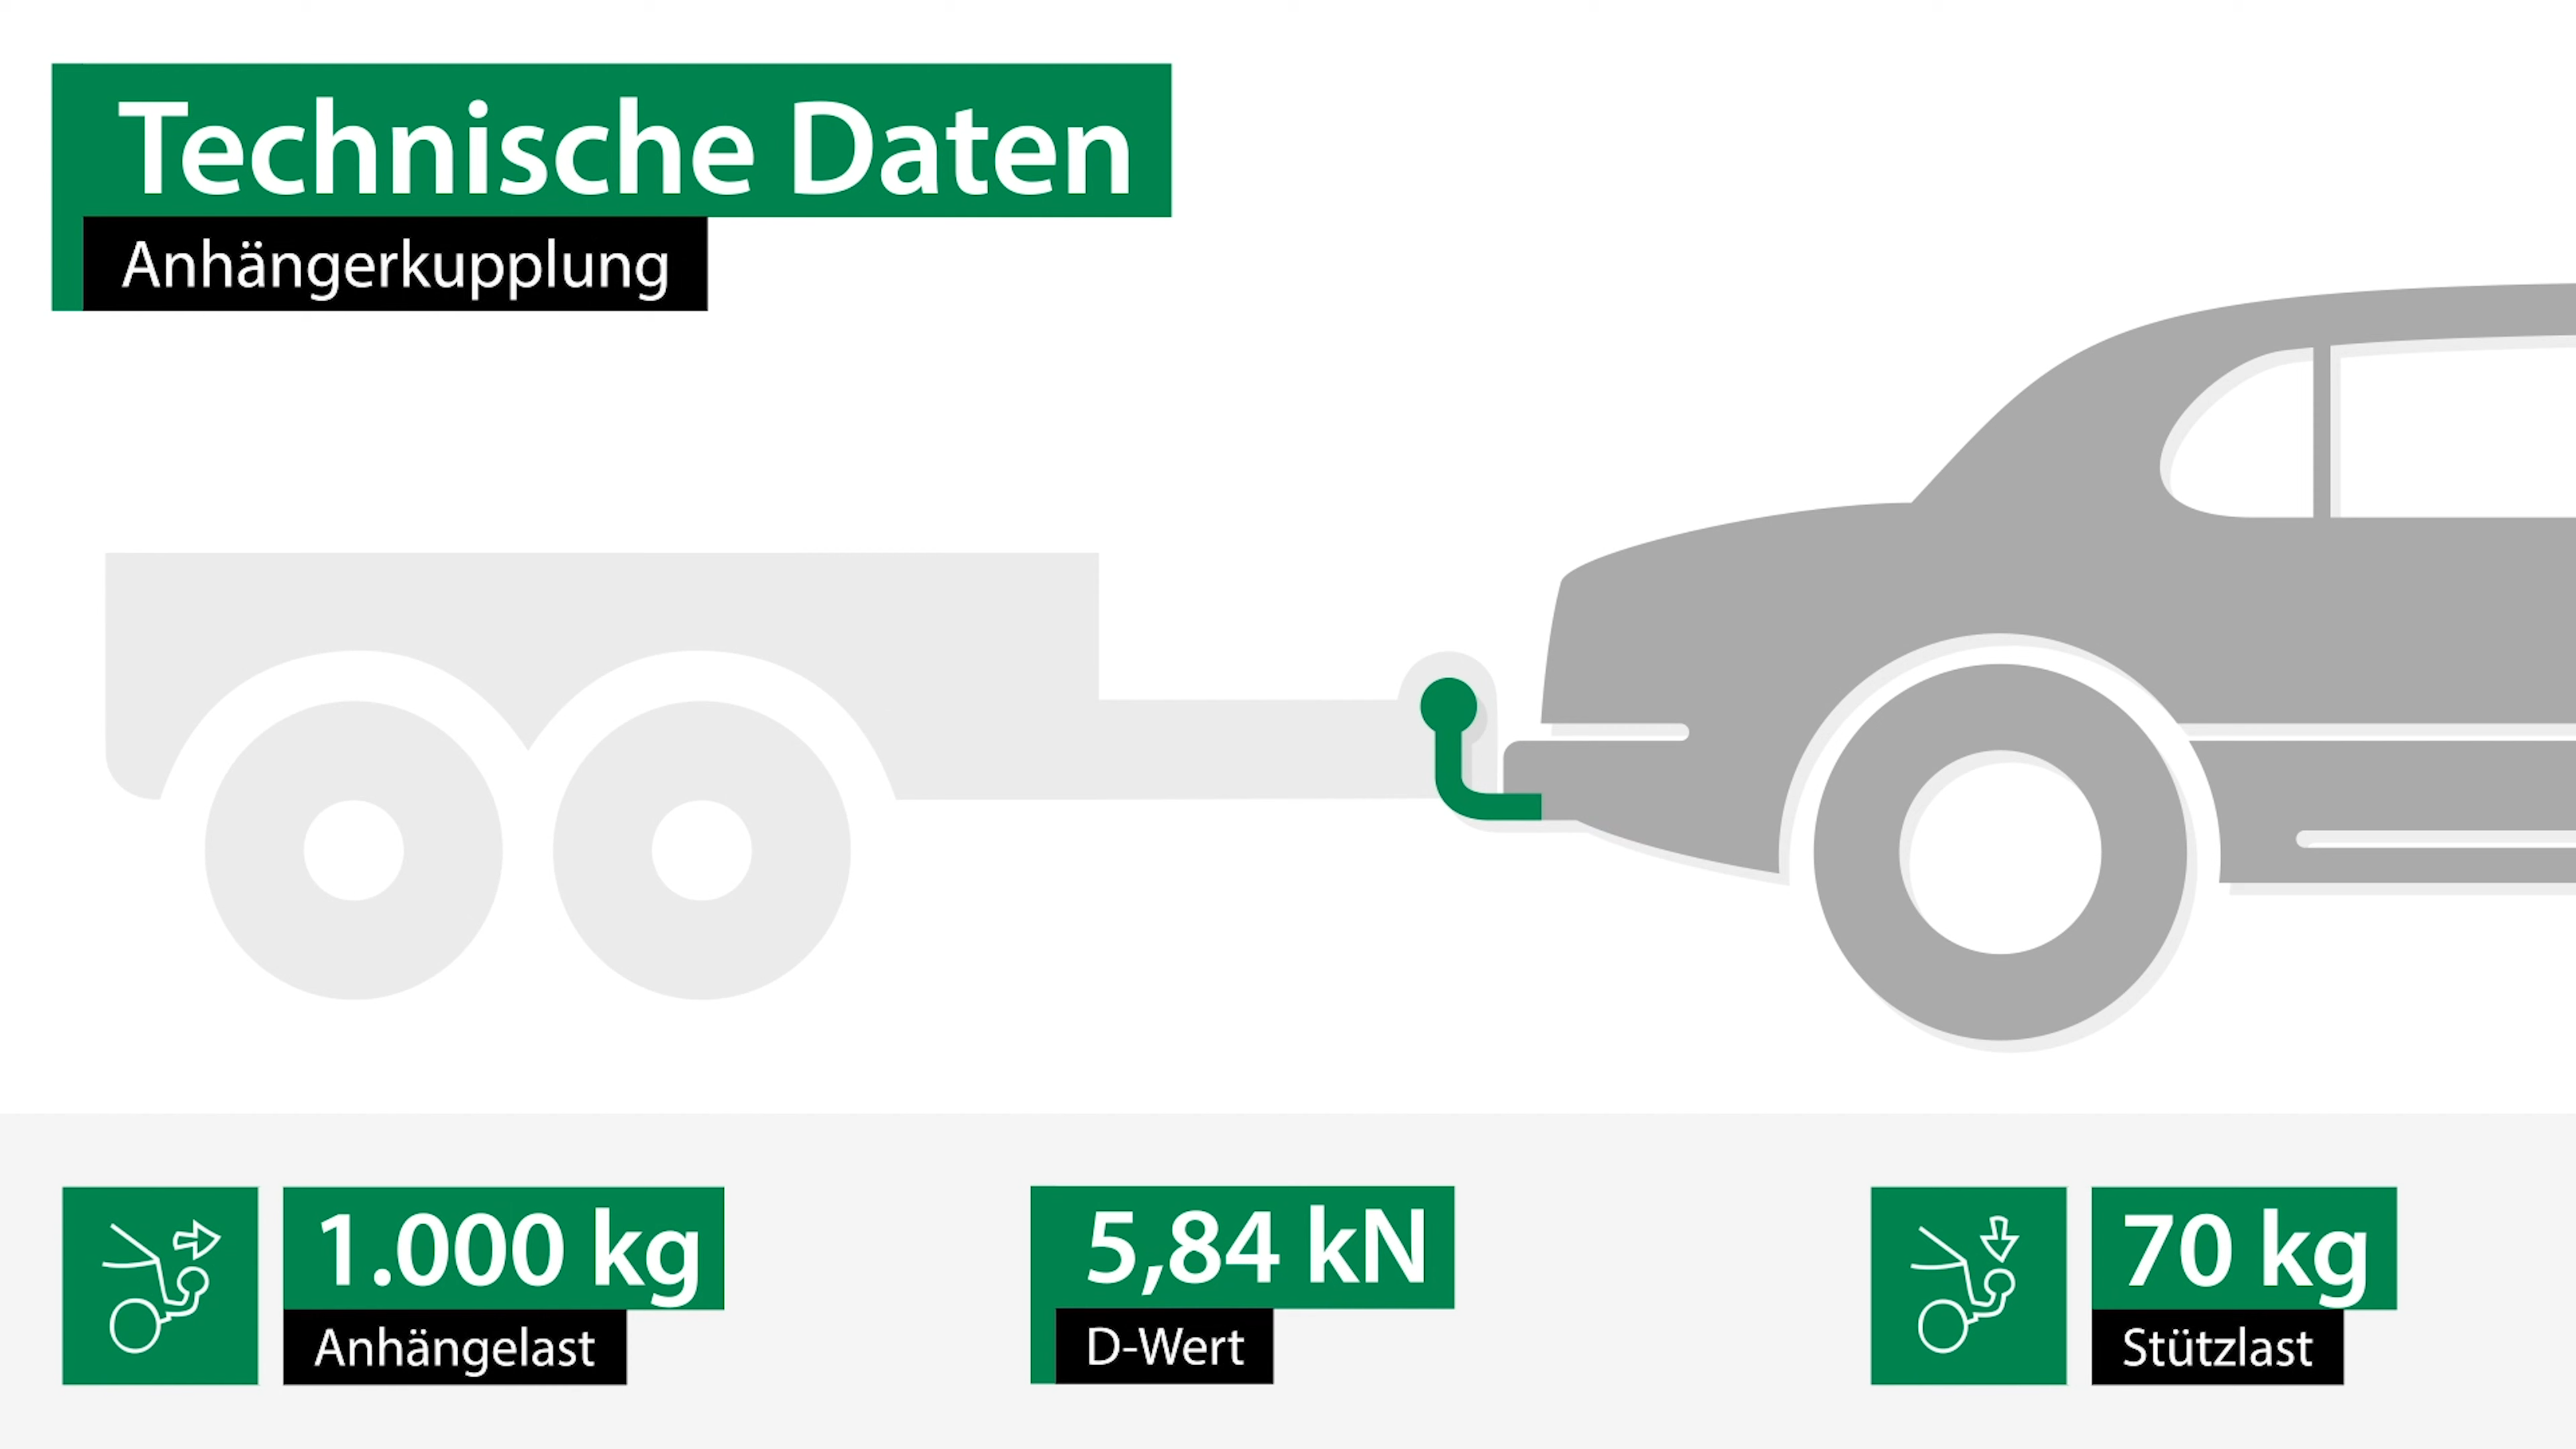 Technische Daten
Anhängerkupplung
1.000 kg
Anhängelast
5,84 kN
D-Wert
70 kg
Stützlast